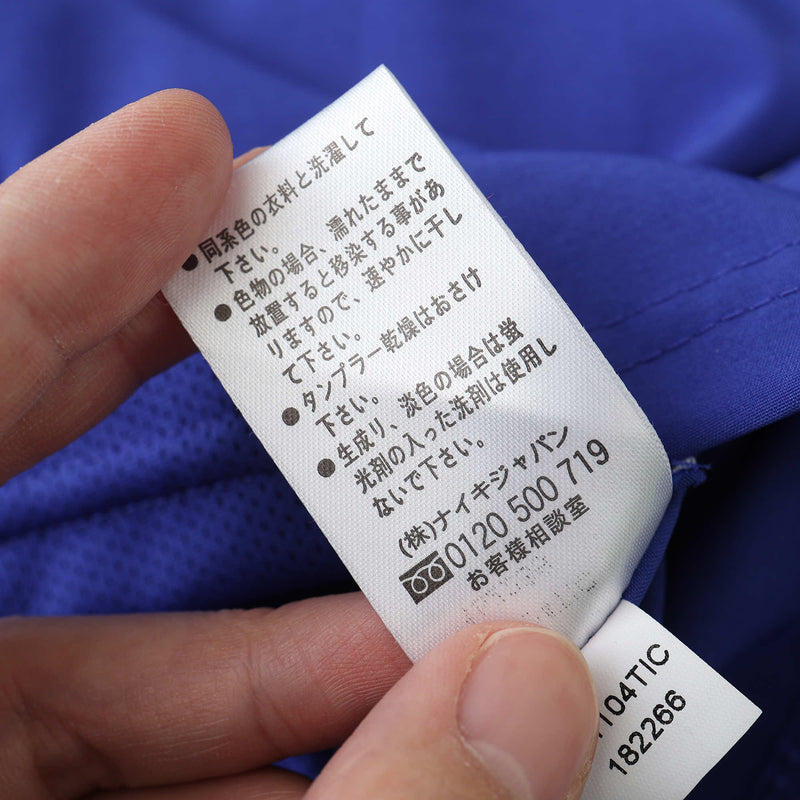 ●同系色の衣料と洗濯して
下さい。
●色物の場合、濡れたままで
放置すると移染する事があ
りますので、速やかに干し
て下さい。
●タンプラー乾燥はおさけ
下さい。
●生成り、淡色の場合は蛍
光剤の入った洗剤は使用し
ないで下さい。
(株)ナイキジャパン
0120 500 719
お客様相談室
104TIC
182266